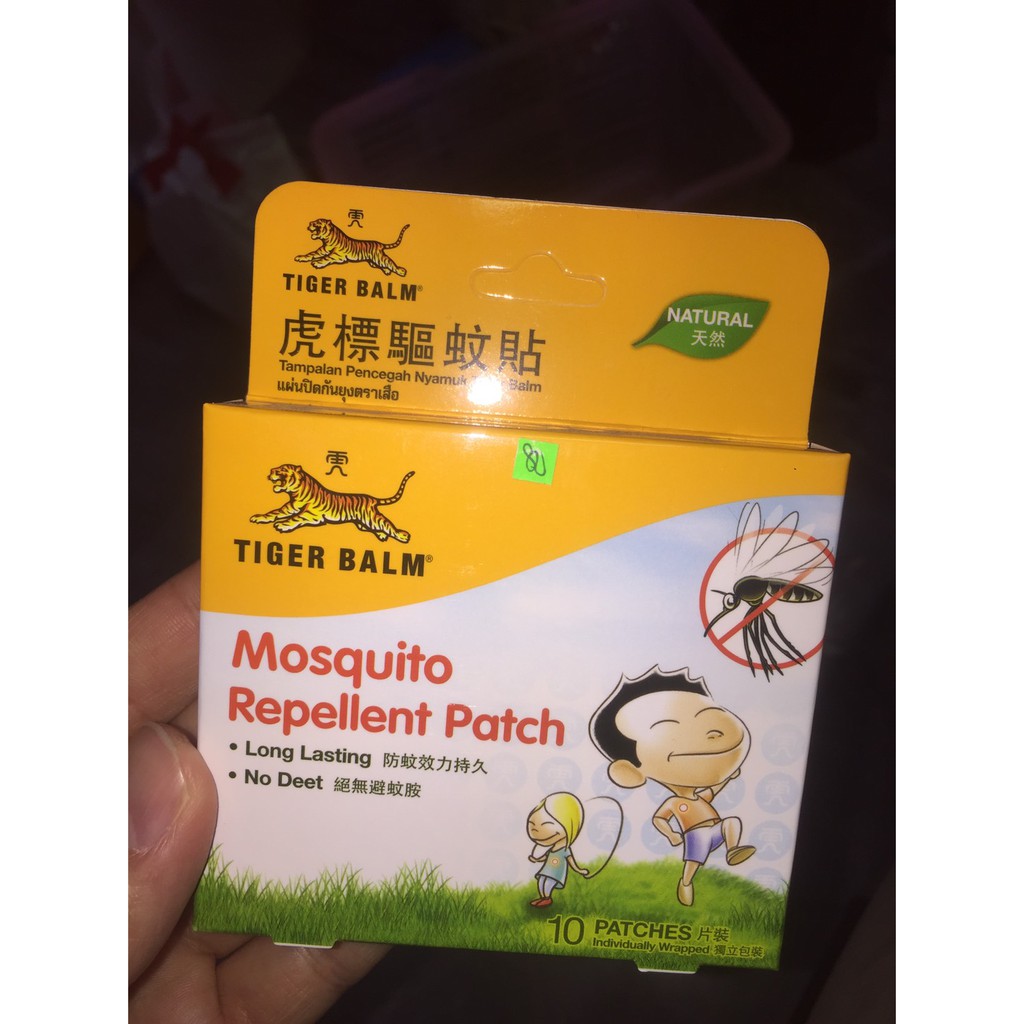 TIGER BALM®
NATURAL
天然
虎標驅蚊貼
Tampalan Pencegah Nyamuk Balm
แผ่นปิดกันยุงตราเสือ
80
TIGER BALM®
Mosquito
Repellent Patch
• Long Lasting 防蚊效力持久
• No Deet 絕無避蚊胺
10 PATCHES 片裝
Individually Wrapped 獨立包裝